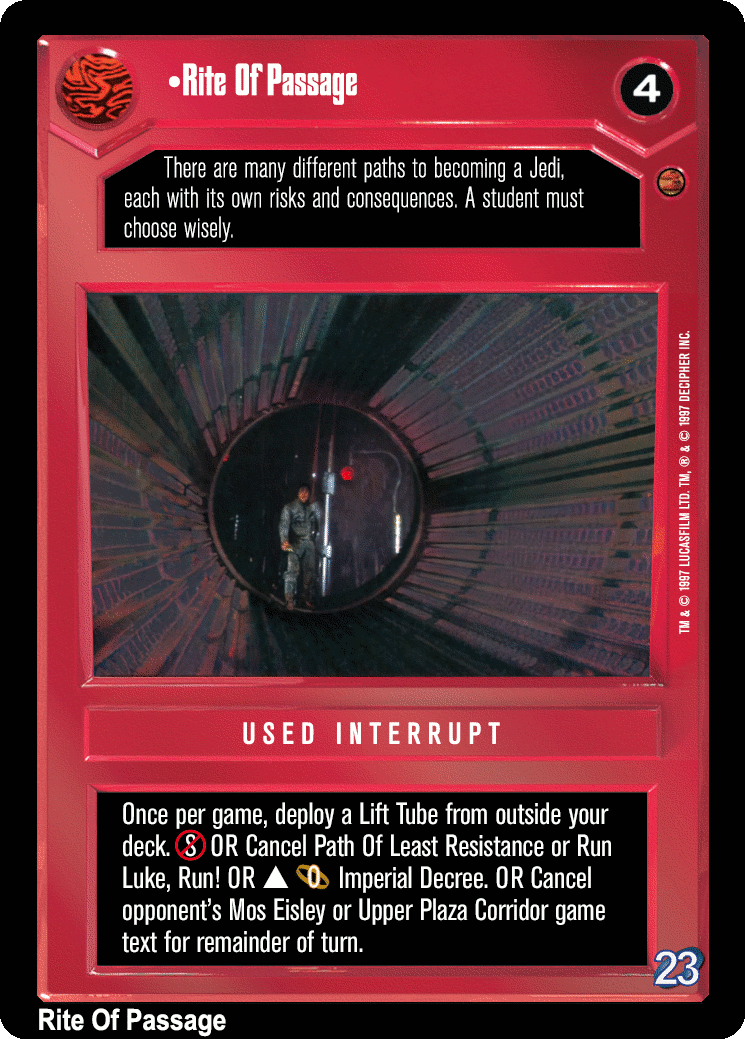 •Rite Of Passage
4
There are many different paths to becoming a Jedi,
each with its own risks and consequences. A student must
choose wisely.
TM & © 1997 LUCASFILM LTD. TM, ® & © 1997 DECIPHER INC.
USED INTERRUPT
Once per game, deploy a Lift Tube from outside your
deck. 8 OR Cancel Path Of Least Resistance or Run
Luke, Run! OR ▲ 0 Imperial Decree. OR Cancel
opponent's Mos Eisley or Upper Plaza Corridor game
text for remainder of turn.
23
Rite Of Passage